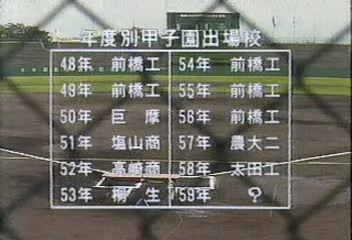 年度別甲子園出場校
48年 前橋工
49年 前橋工
50年 巨摩
51年 塩山商
52年 高崎商
53年 桐生
54年 前橋工
55年 前橋工
56年 前橋工
57年 農大二
58年 太田工
59年 ?